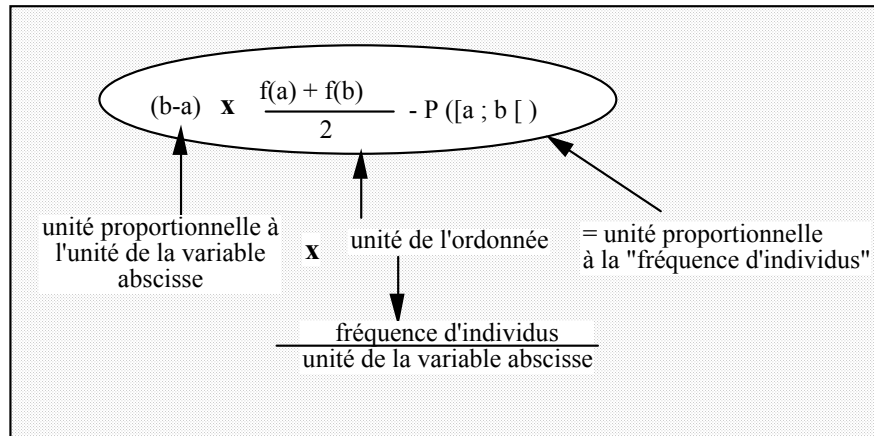 (b-a) x f(a) + f(b) / 2 - P ([a ; b [ )
unité proportionnelle à
l'unité de la variable
abscisse
x
unité de l'ordonnée
= unité proportionnelle
à la "fréquence d'individus"
fréquence d'individus
unité de la variable abscisse